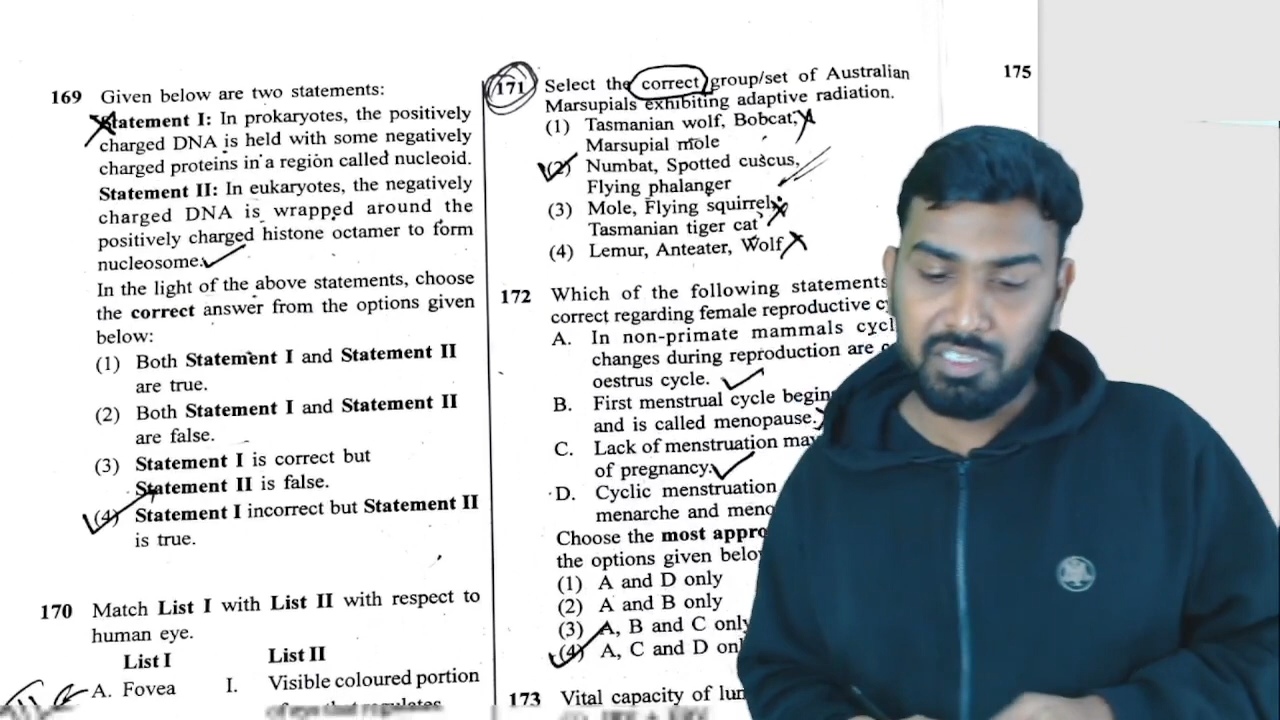 169 Given below are two statements:
Statement I: In prokaryotes, the positively
charged DNA is held with some negatively
charged proteins in a region called nucleoid.
Statement II: In eukaryotes, the negatively
charged DNA is wrapped around the
positively charged histone octamer to form
nucleosome.
In the light of the above statements, choose
the correct answer from the options given
below:
(1) Both Statement I and Statement II
are true.
(2) Both Statement I and Statement II
are false.
(3) Statement I is correct but
Statement II is false.
(4) Statement I incorrect but Statement II
is true.
170 Match List I with List II with respect to
human eye.
List I List II
A. Fovea I. Visible coloured portion
of eye that regulates
171 Select the correct group/set of Australian
Marsupials exhibiting adaptive radiation.
(1) Tasmanian wolf, Bobcat,
Marsupial mole
(2) Numbat, Spotted cuscus,
Flying phalanger
(3) Mole, Flying squirrel,
Tasmanian tiger cat
(4) Lemur, Anteater, Wolf
172 Which of the following statements
correct regarding female reproductive
A. In non-primate mammals
changes during reproduction are
oestrus cycle.
B. First menstrual cycle
and is called menopause.
C. Lack of menstruation may
of pregnancy.
D. Cyclic menstruation
menarche and
Choose the most
the options given
(1) A and D only
(2) A and B only
(3) A, B and C only
(4) A, C and D
173 Vital capacity of
175